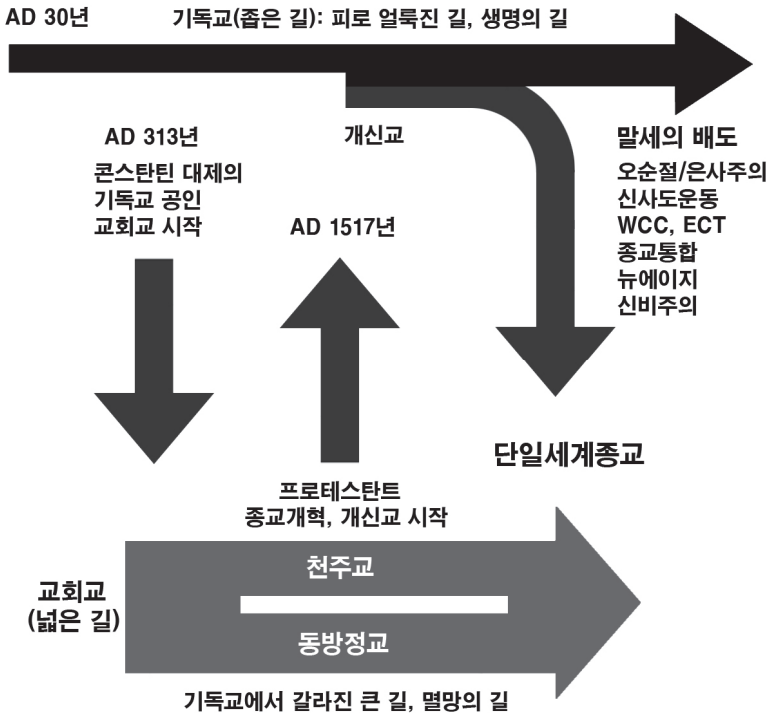 AD 30년
기독교(좁은 길): 피로 얼룩진 길, 생명의 길
AD 313년
콘스탄틴 대제의
기독교 공인
교회교 시작
개신교
AD 1517년
말세의 배도
오순절/은사주의
신사도운동
WCC, ECT
종교통합
뉴에이지
신비주의
단일세계종교
프로테스탄트
종교개혁, 개신교 시작
교회교
(넓은 길)
천주교
동방정교
기독교에서 갈라진 큰 길, 멸망의 길